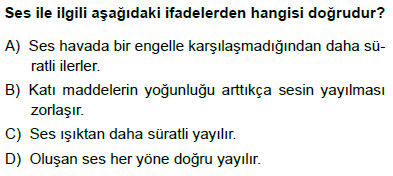 Ses ile ilgili aşağıdaki ifadelerden hangisi doğrudur?
A) Ses havada bir engelle karşılaşmadığından daha sü-
ratli ilerler.
B) Katı maddelerin yoğunluğu arttıkça sesin yayılması
zorlaşır.
C) Ses ışıktan daha süratli yayılır.
D) Oluşan ses her yöne doğru yayılır.